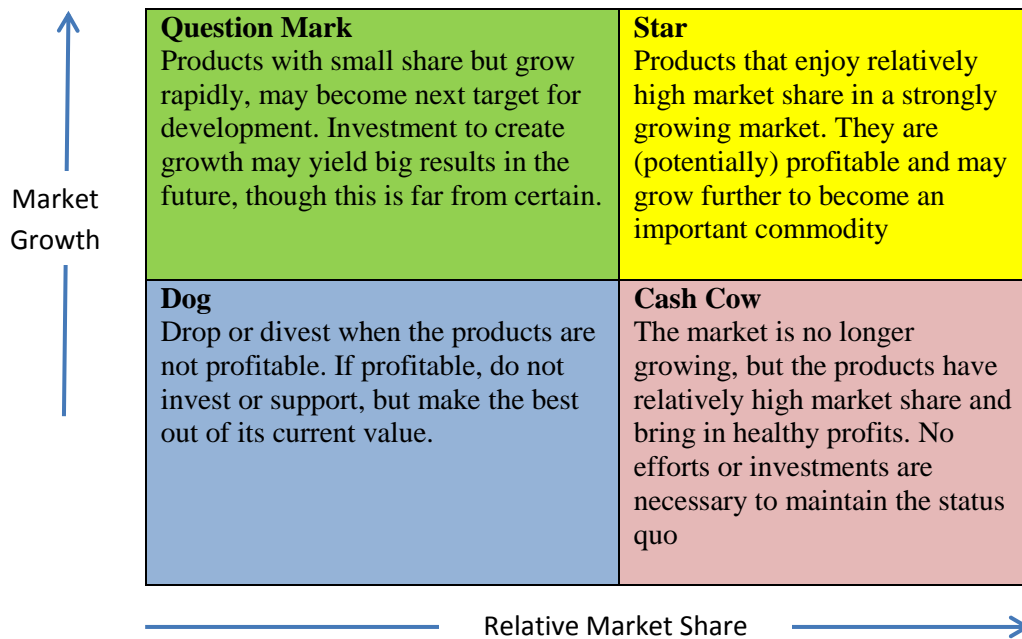 Question Mark
Products with small share but grow
rapidly, may become next target for
development. Investment to create
growth may yield big results in the
future, though this is far from certain.
Star
Products that enjoy relatively
high market share in a strongly
growing market. They are
(potentially) profitable and may
grow further to become an
important commodity
Market
Growth
Dog
Drop or divest when the products are
not profitable. If profitable, do not
invest or support, but make the best
out of its current value.
Cash Cow
The market is no longer
growing, but the products have
relatively high market share and
bring in healthy profits. No
efforts or investments are
necessary to maintain the status
quo
Relative Market Share